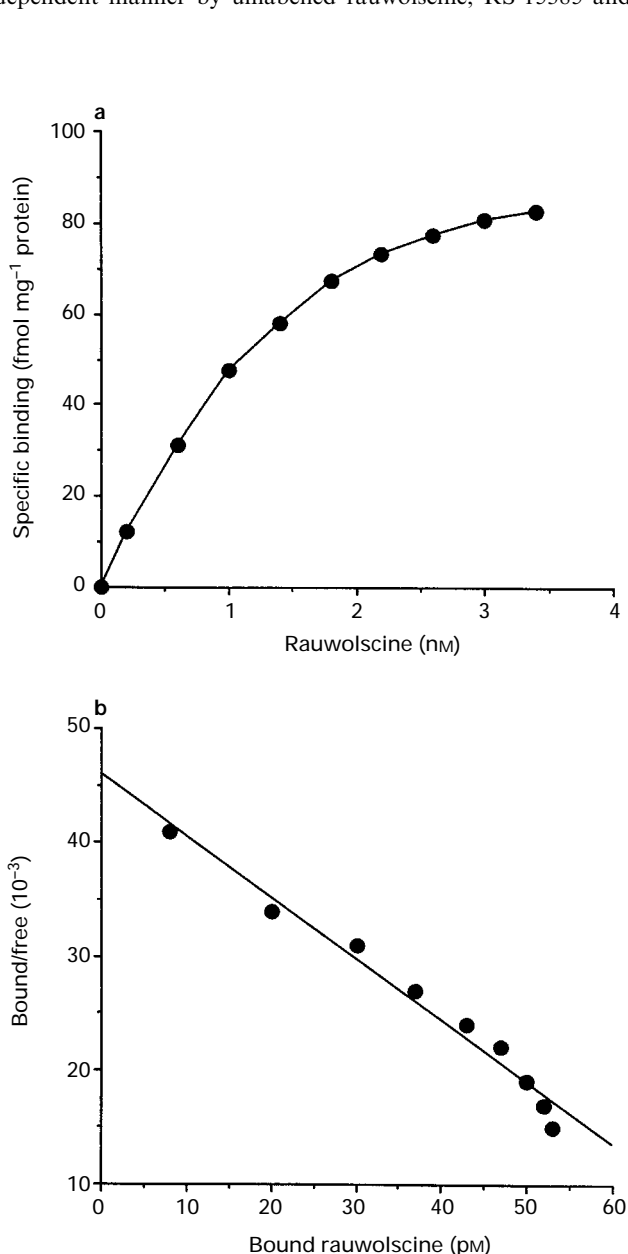 dependent manner by unlabelled rauwolscine, RS-15385 and
a
100
80
60
40
20
0
Specific binding (fmol mg⁻¹ protein)
0 1 2 3 4
Rauwolscine (nM)
b
50
40
30
20
10
Bound/free (10⁻³)
0 10 20 30 40 50 60
Bound rauwolscine (pM)